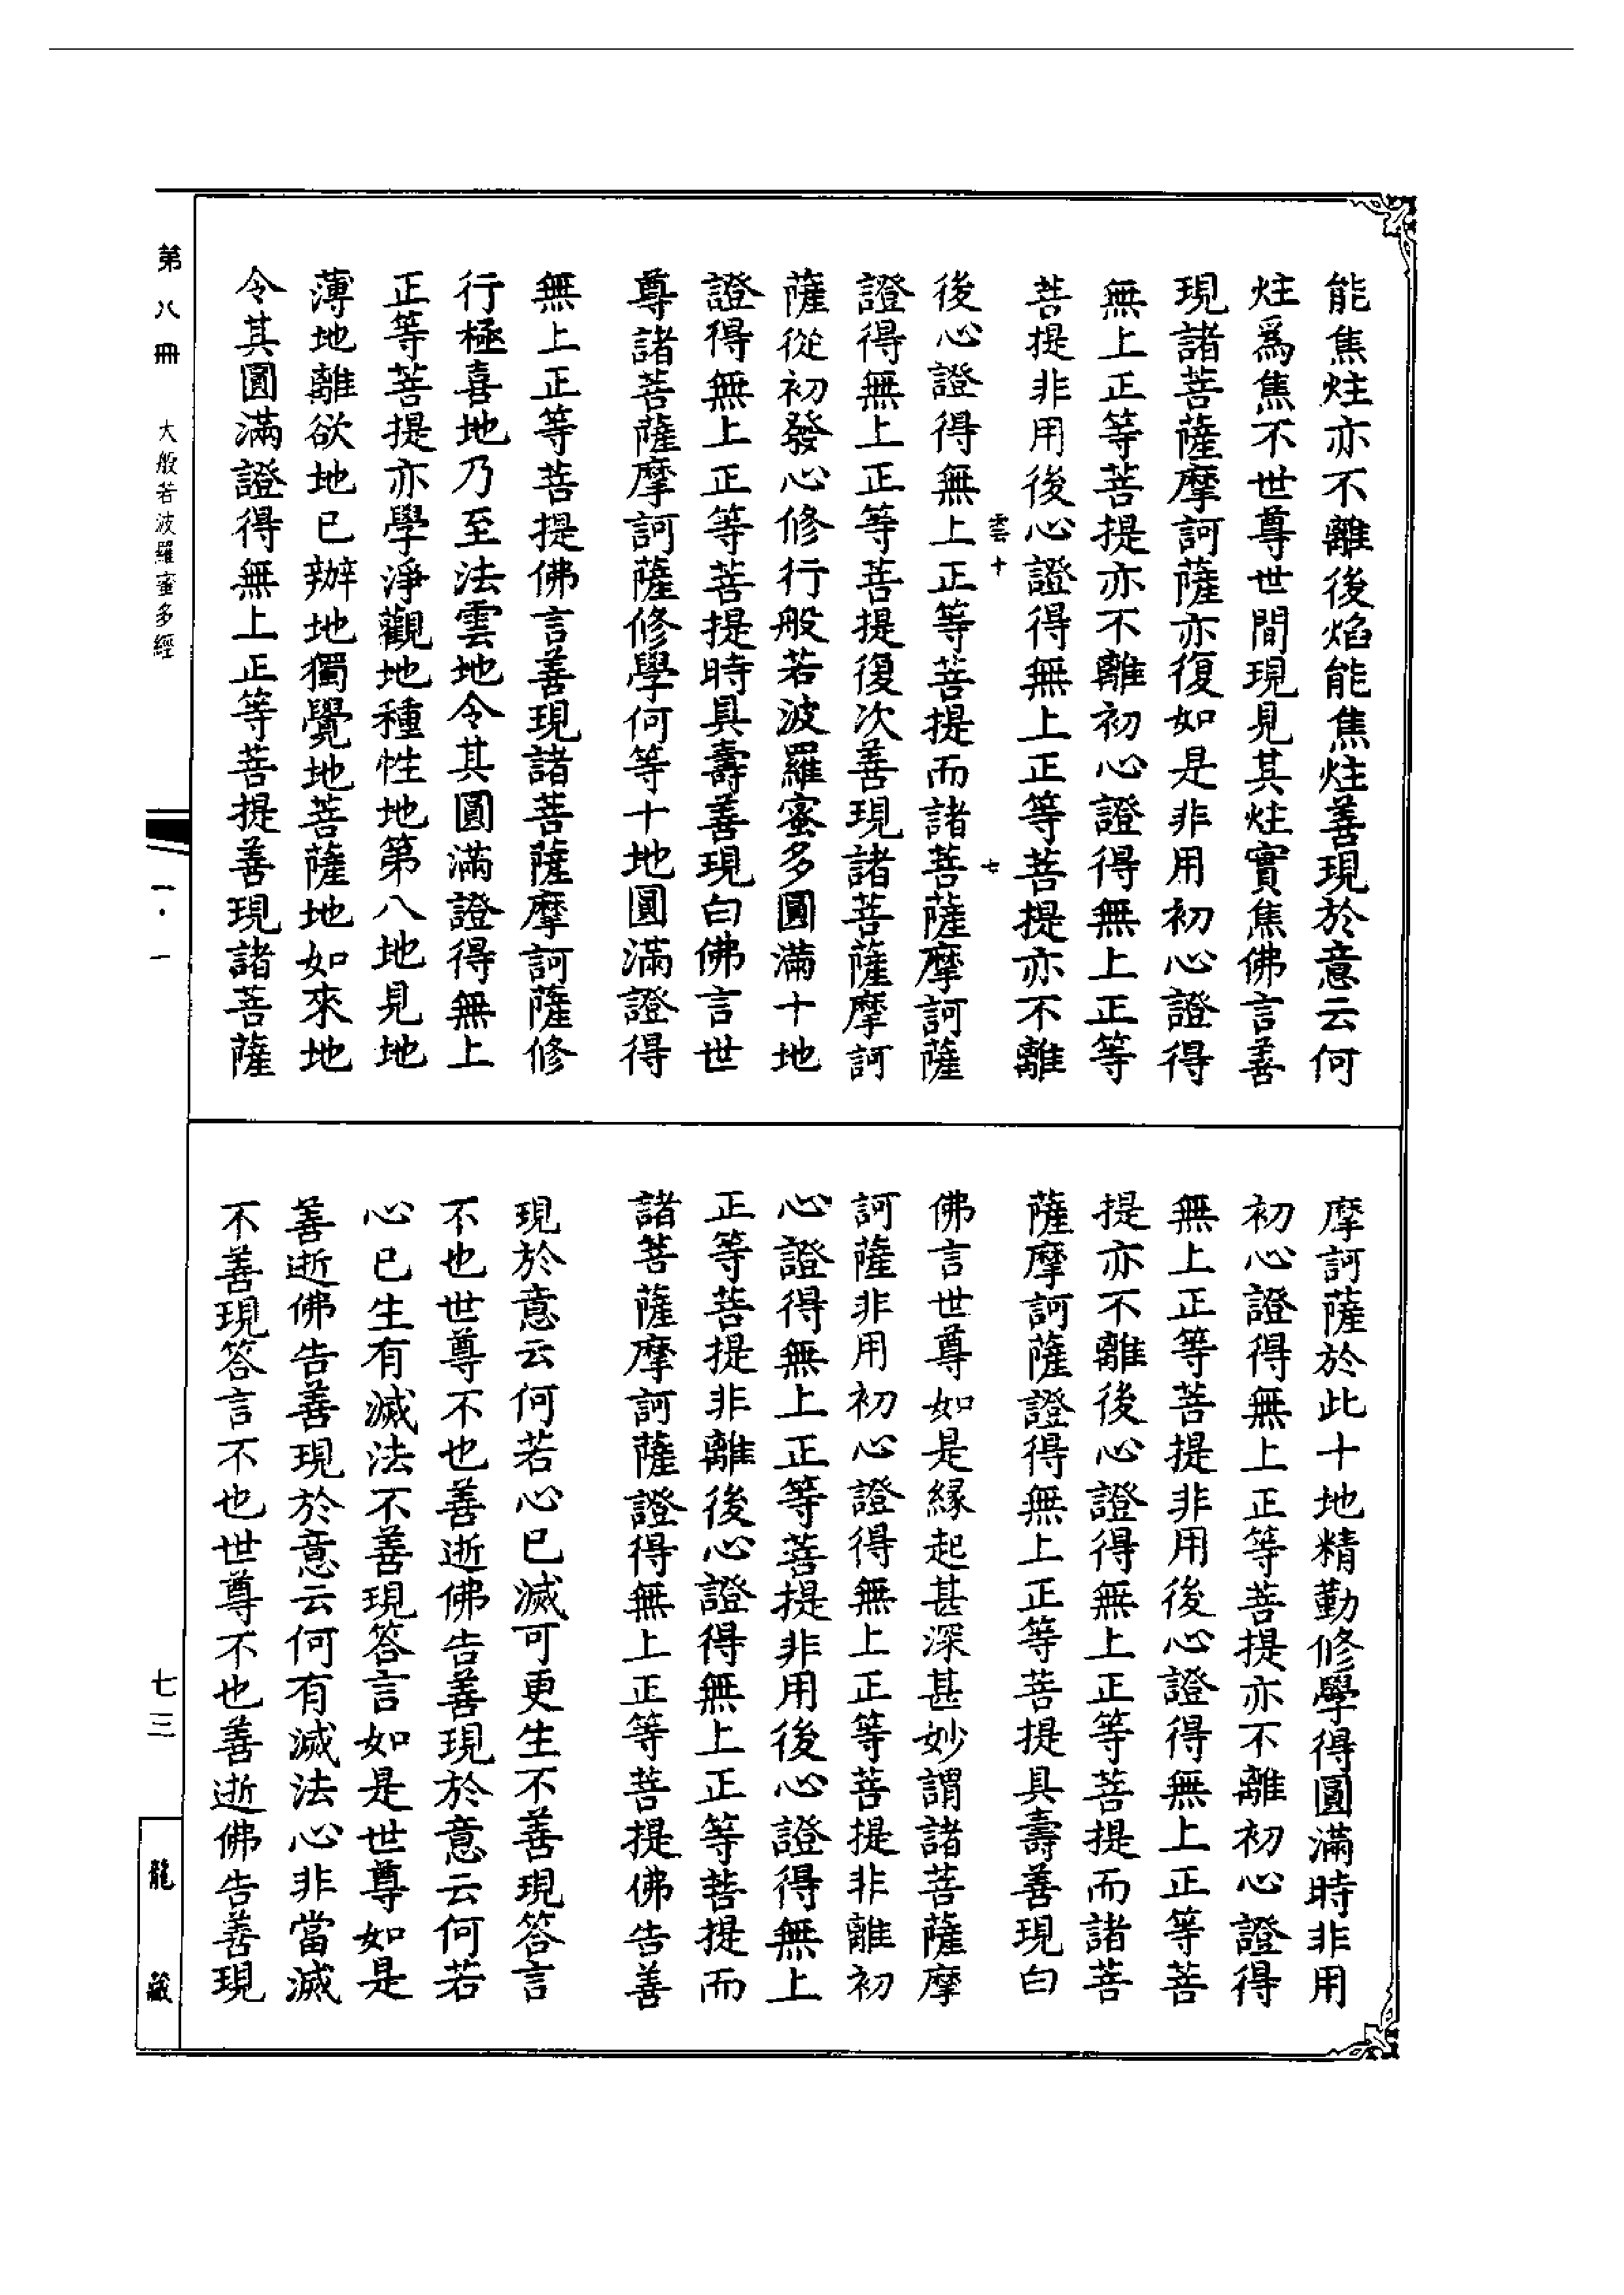 能焦炷亦不離後焰能焦炷善現於意云何
炷爲焦不世尊世間現見其炷實焦佛言善
現諸菩薩摩訶薩亦復如是非用初心證得
無上正等菩提亦不離初心證得無上正等
菩提非用後心證得無上正等菩提亦不離
雲十 七
後心證得無上正等菩提而諸菩薩摩訶薩
證得無上正等菩提復次善現諸菩薩摩訶
薩從初發心修行般若波羅蜜多圓滿十地
證得無上正等菩提時具壽善現白佛言世
尊諸菩薩摩訶薩修學何等十地圓滿證得
無上正等菩提佛言善現諸菩薩摩訶薩修
行極喜地乃至法雲地令其圓滿證得無上
正等菩提亦學淨觀地種性地第八地見地
薄地離欲地已辦地獨覺地菩薩地如來地
令其圓滿證得無上正等菩提善現諸菩薩
摩訶薩於此十地精勤修學得圓滿時非用
初心證得無上正等菩提亦不離初心證得
無上正等菩提非用後心證得無上正等菩
提亦不離後心證得無上正等菩提而諸菩
薩摩訶薩證得無上正等菩提具壽善現白
佛言世尊如是緣起甚深甚妙謂諸菩薩摩
訶薩非用初心證得無上正等菩提非離初
心證得無上正等菩提非用後心證得無上
正等菩提非離後心證得無上正等菩提而
諸菩薩摩訶薩證得無上正等菩提佛告善
現於意云何若心已滅可更生不善現答言
不也世尊不也善逝佛告善現於意云何若
心已生有滅法不善現答言如是世尊如是
善逝佛告善現於意云何有滅法心非當滅
不善現答言不也世尊不也善逝佛告善現
第八冊 大般若波羅蜜多經 一·一 七三 龍藏